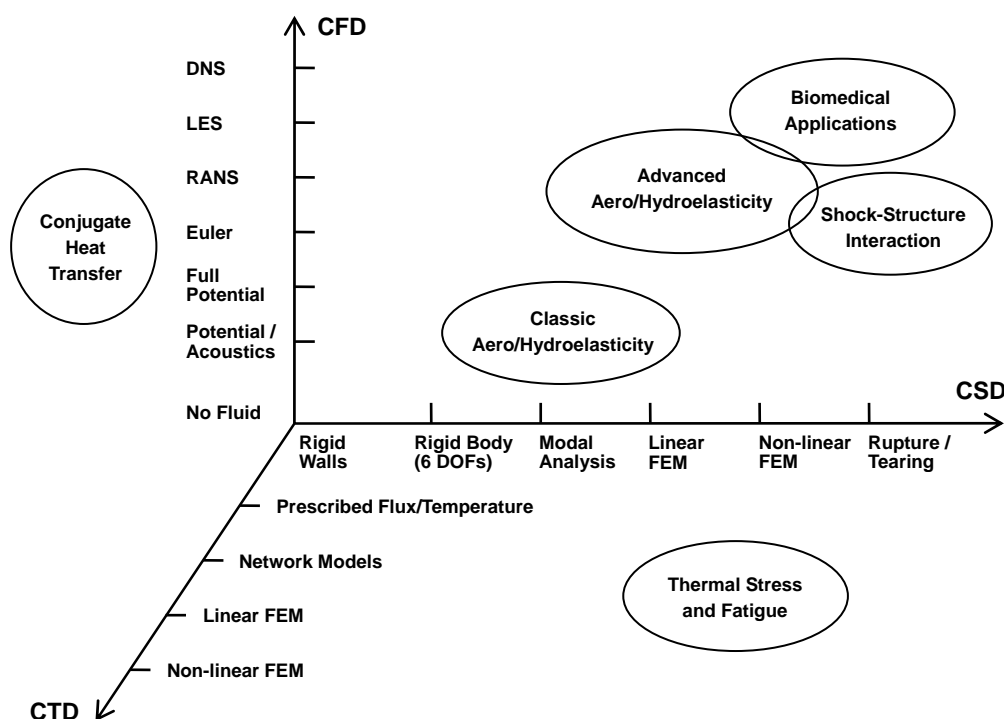 CFD
DNS
LES
RANS
Euler
Full
Potential
Potential /
Acoustics
No Fluid
Conjugate
Heat
Transfer
Biomedical
Applications
Advanced
Aero/Hydroelasticity
Shock-Structure
Interaction
Classic
Aero/Hydroelasticity
CSD
Rigid
Walls
Rigid Body
(6 DOFs)
Modal
Analysis
Linear
FEM
Non-linear
FEM
Rupture /
Tearing
Prescribed Flux/Temperature
Network Models
Linear FEM
Non-linear FEM
CTD
Thermal Stress
and Fatigue